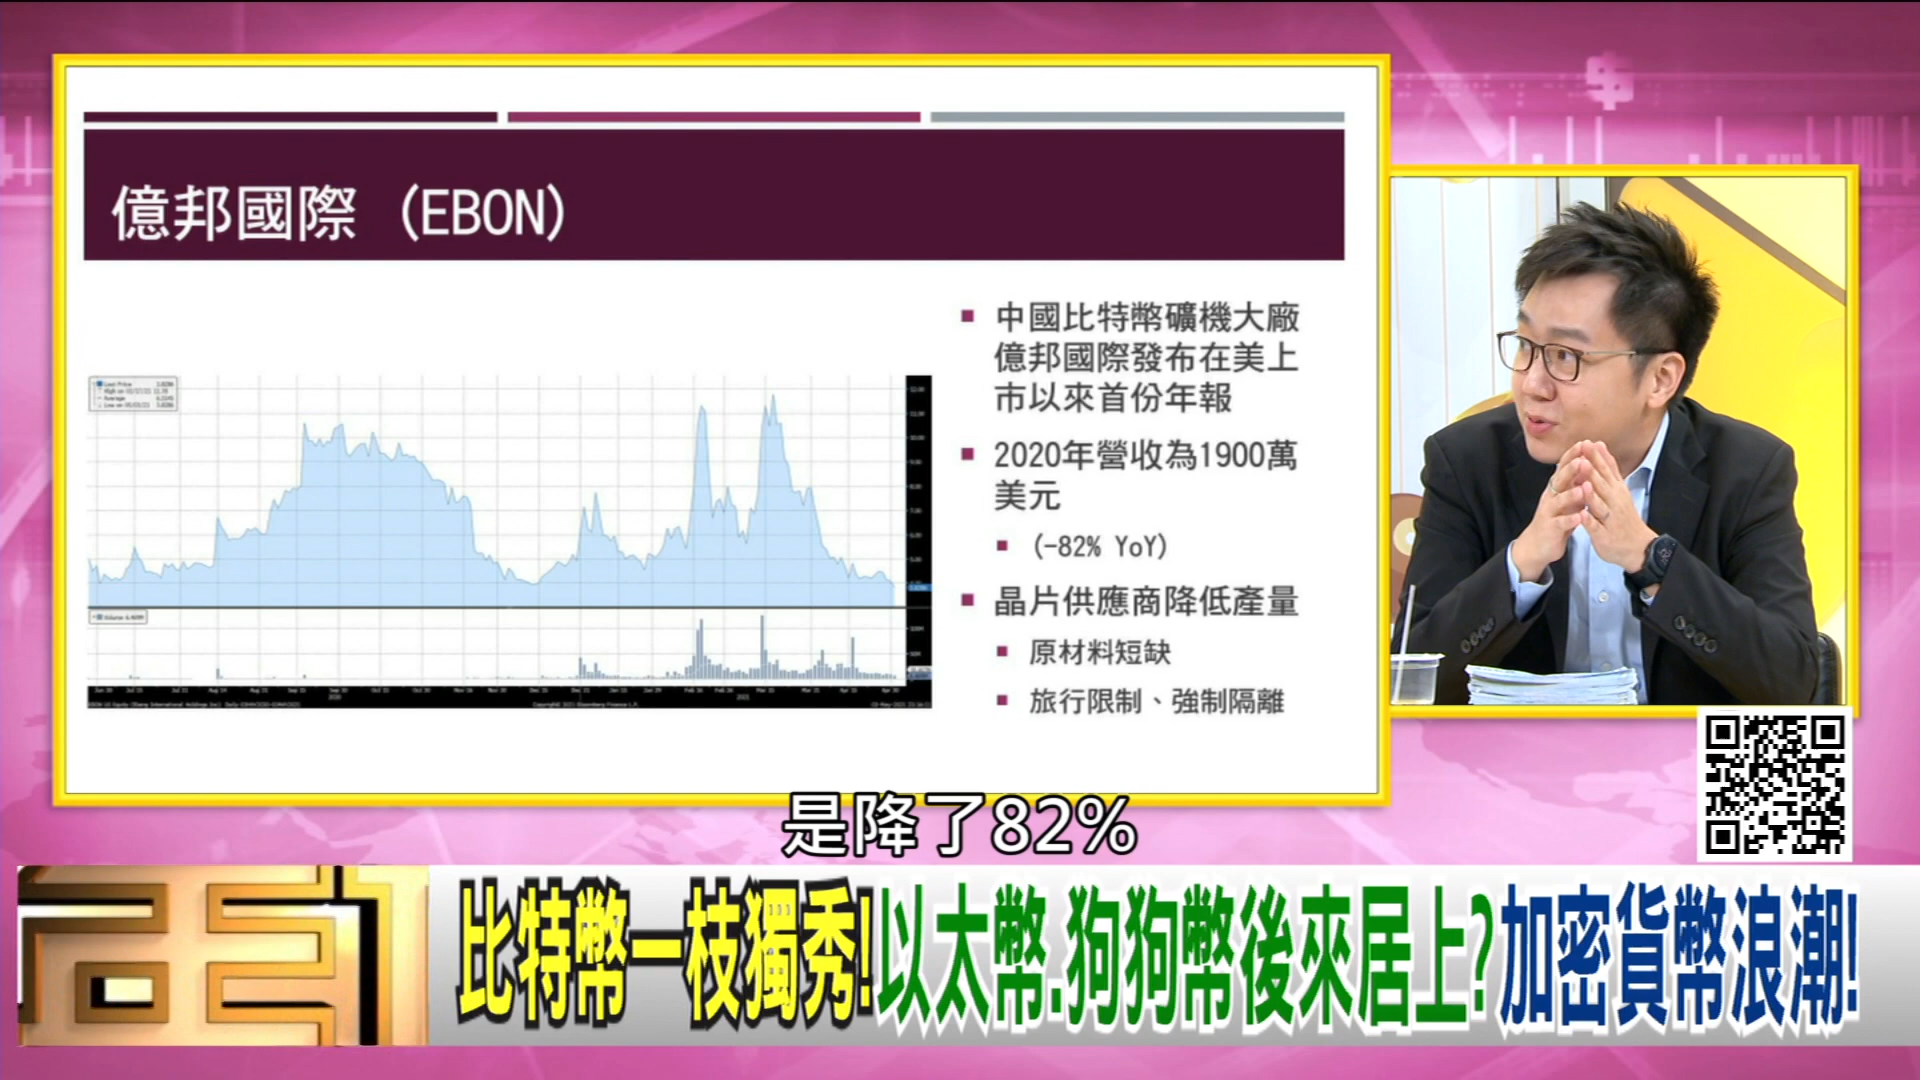 億邦國際 (EBON)
中國比特幣礦機大廠
億邦國際發布在美上
市以來首份年報
2020年營收為1900萬
美元
(-82% YoY)
晶片供應商降低產量
原材料短缺
旅行限制、強制隔離
是降了82%
比特幣一枝獨秀!以太幣.狗狗幣後來居上?加密貨幣浪潮!